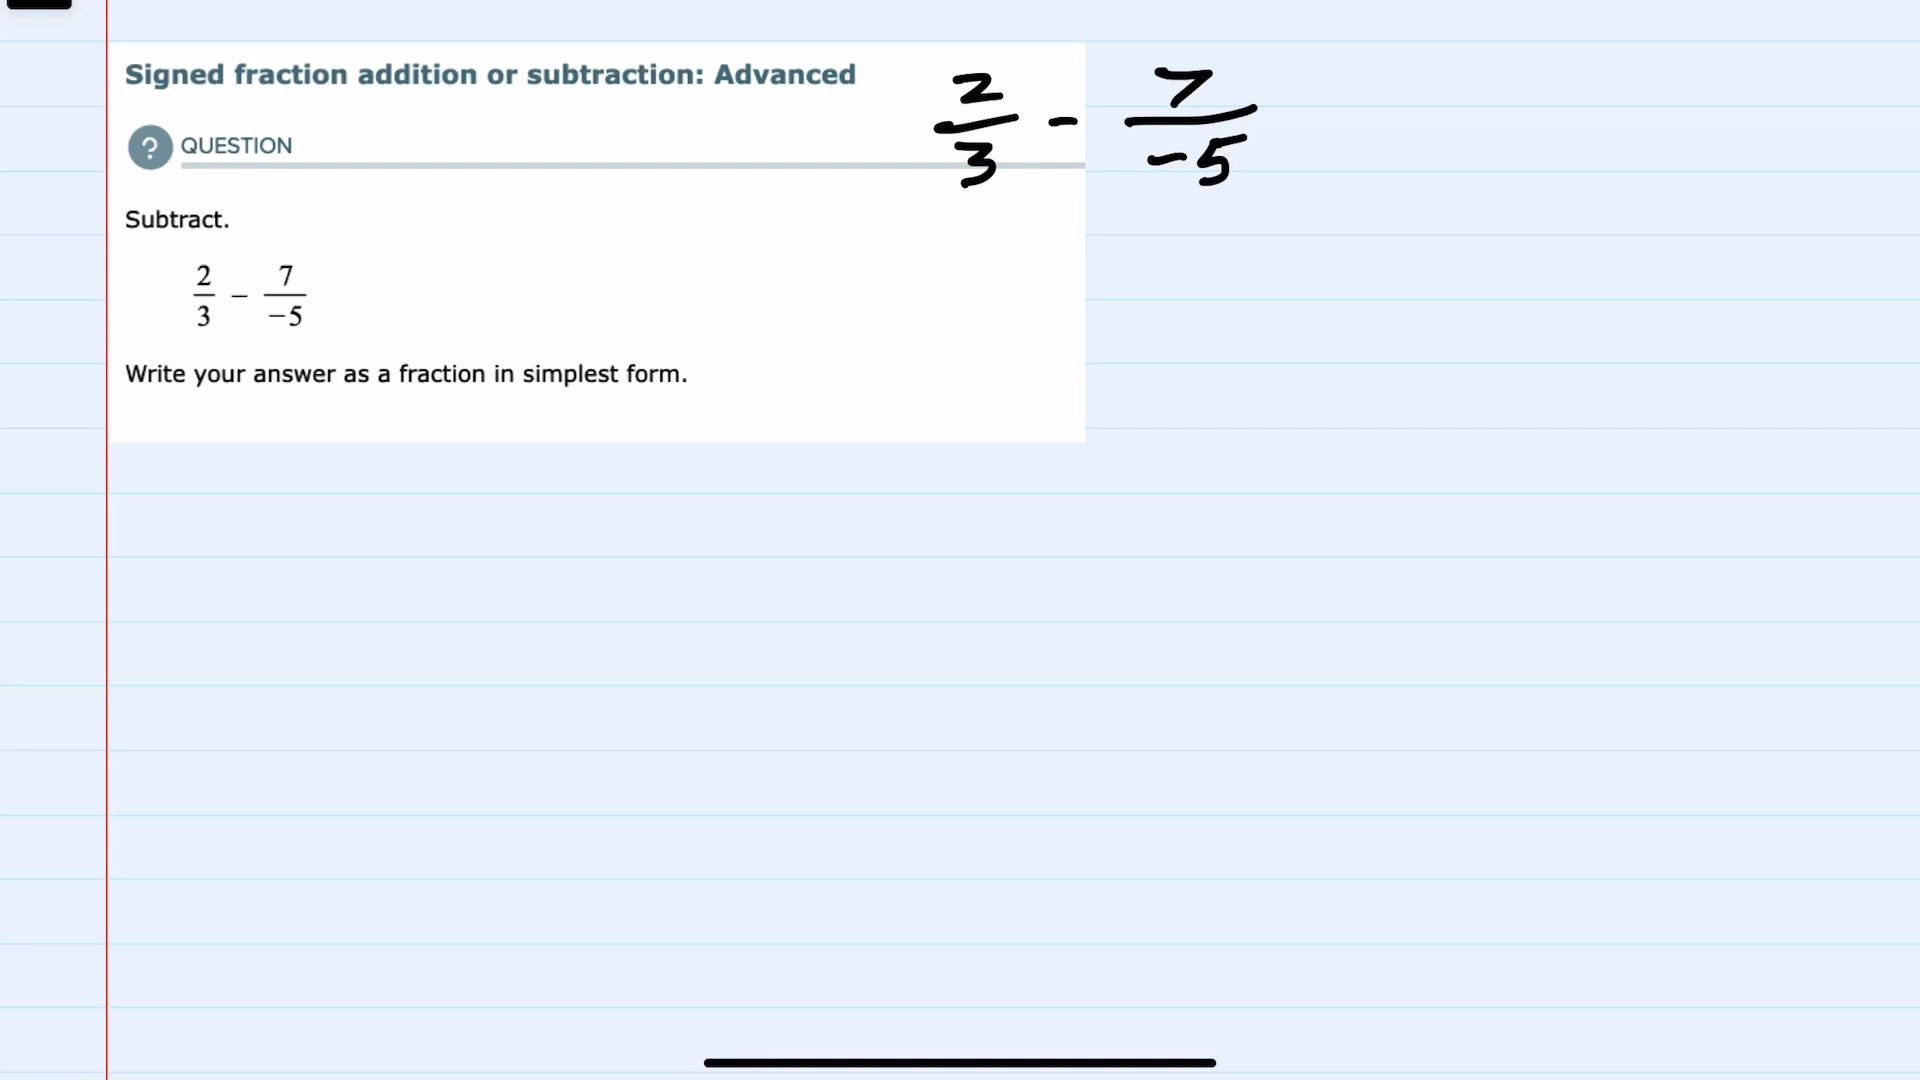 Signed fraction addition or subtraction: Advanced
? QUESTION
Subtract.
2/3 − 7/−5
Write your answer as a fraction in simplest form.
2/3 - 7/-5